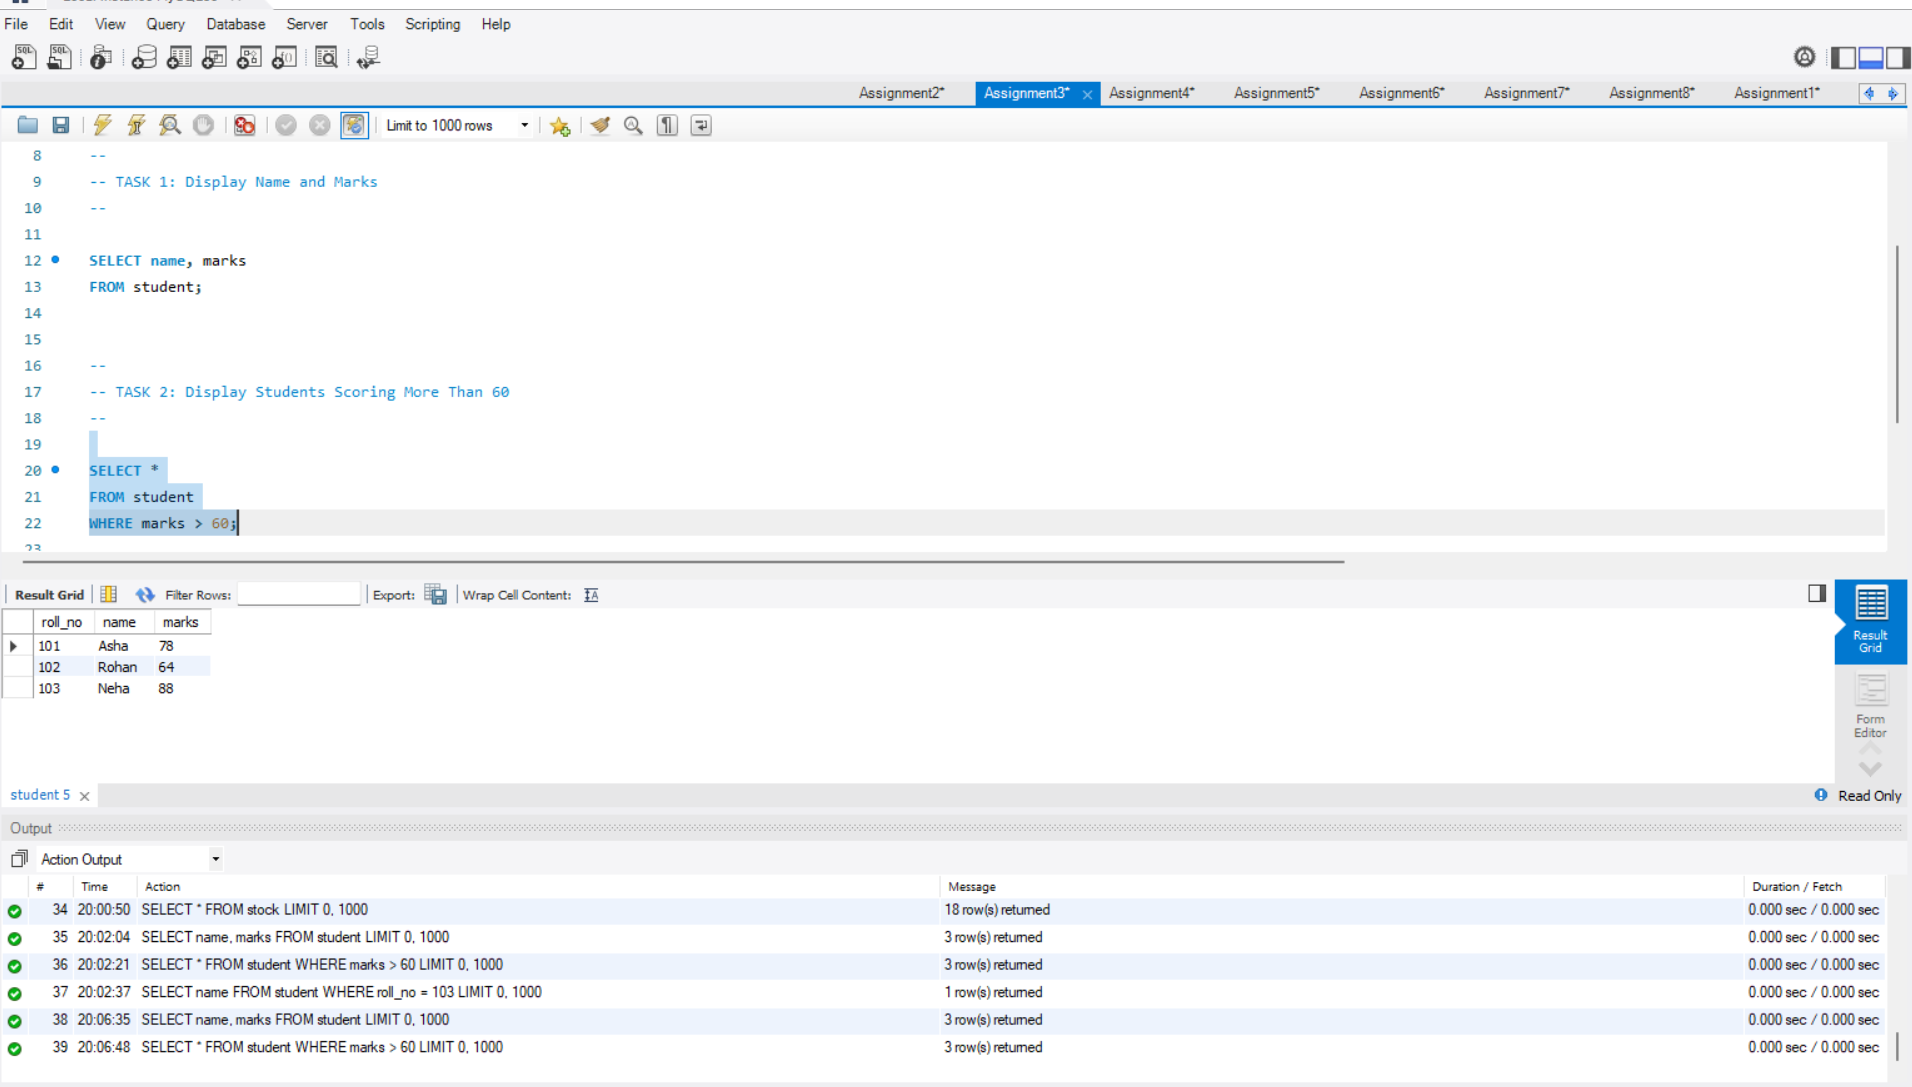 File Edit View Query Database Server Tools Scripting Help
Assignment2* Assignment3* Assignment4* Assignment5* Assignment6* Assignment7* Assignment8* Assignment1*
Limit to 1000 rows
8 --
9 -- TASK 1: Display Name and Marks
10 --
11
12 SELECT name, marks
13 FROM student;
14
15
16 --
17 -- TASK 2: Display Students Scoring More Than 60
18 --
19
20 SELECT *
21 FROM student
22 WHERE marks > 60;
23
Result Grid Filter Rows: Export: Wrap Cell Content:
roll_no name marks
101 Asha 78
102 Rohan 64
103 Neha 88
Result
Grid
Form
Editor
student 5 Read Only
Output
Action Output
# Time Action Message Duration / Fetch
34 20:00:50 SELECT * FROM stock LIMIT 0, 1000 18 row(s) returned 0.000 sec / 0.000 sec
35 20:02:04 SELECT name, marks FROM student LIMIT 0, 1000 3 row(s) returned 0.000 sec / 0.000 sec
36 20:02:21 SELECT * FROM student WHERE marks > 60 LIMIT 0, 1000 3 row(s) returned 0.000 sec / 0.000 sec
37 20:02:37 SELECT name FROM student WHERE roll_no = 103 LIMIT 0, 1000 1 row(s) returned 0.000 sec / 0.000 sec
38 20:06:35 SELECT name, marks FROM student LIMIT 0, 1000 3 row(s) returned 0.000 sec / 0.000 sec
39 20:06:48 SELECT * FROM student WHERE marks > 60 LIMIT 0, 1000 3 row(s) returned 0.000 sec / 0.000 sec